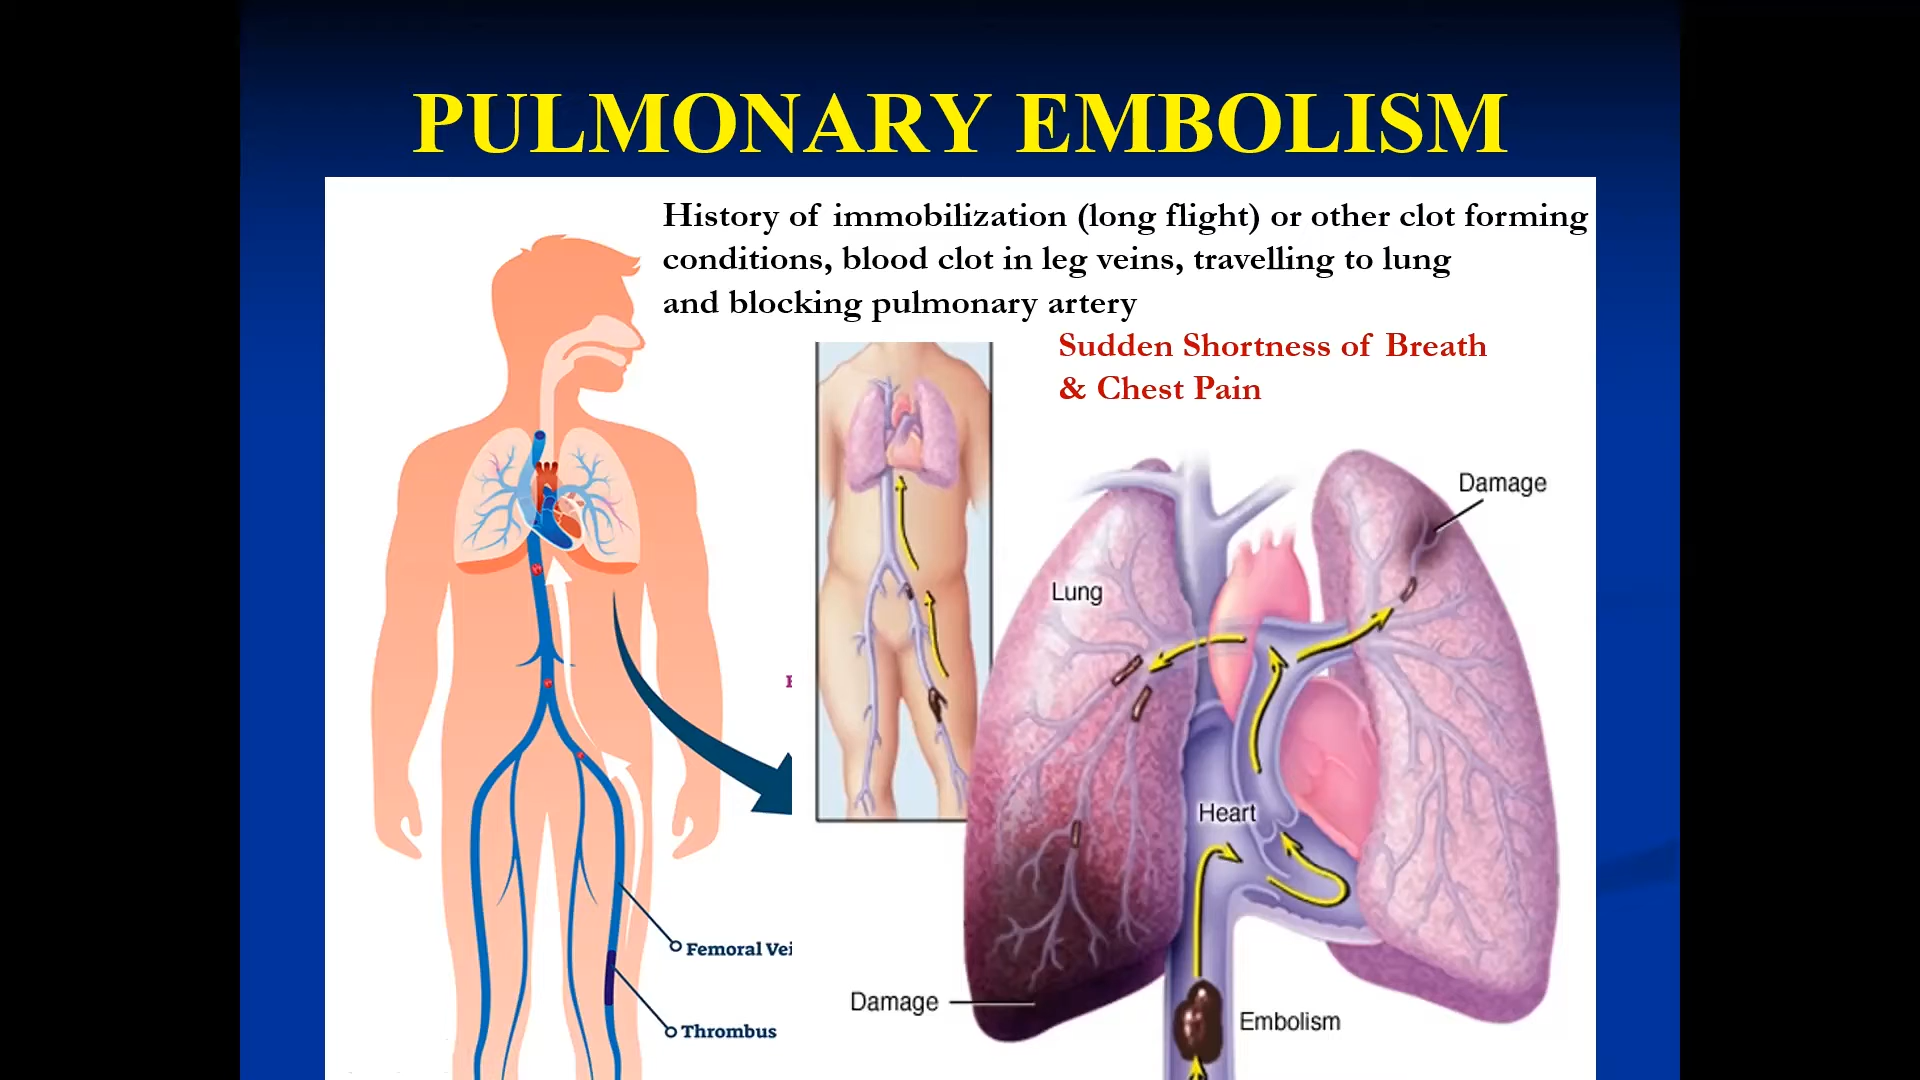 PULMONARY EMBOLISM
History of immobilization (long flight) or other clot forming
conditions, blood clot in leg veins, travelling to lung
and blocking pulmonary artery
Sudden Shortness of Breath
& Chest Pain
Damage
Lung
Heart
Femoral Vei
Damage
Embolism
Thrombus